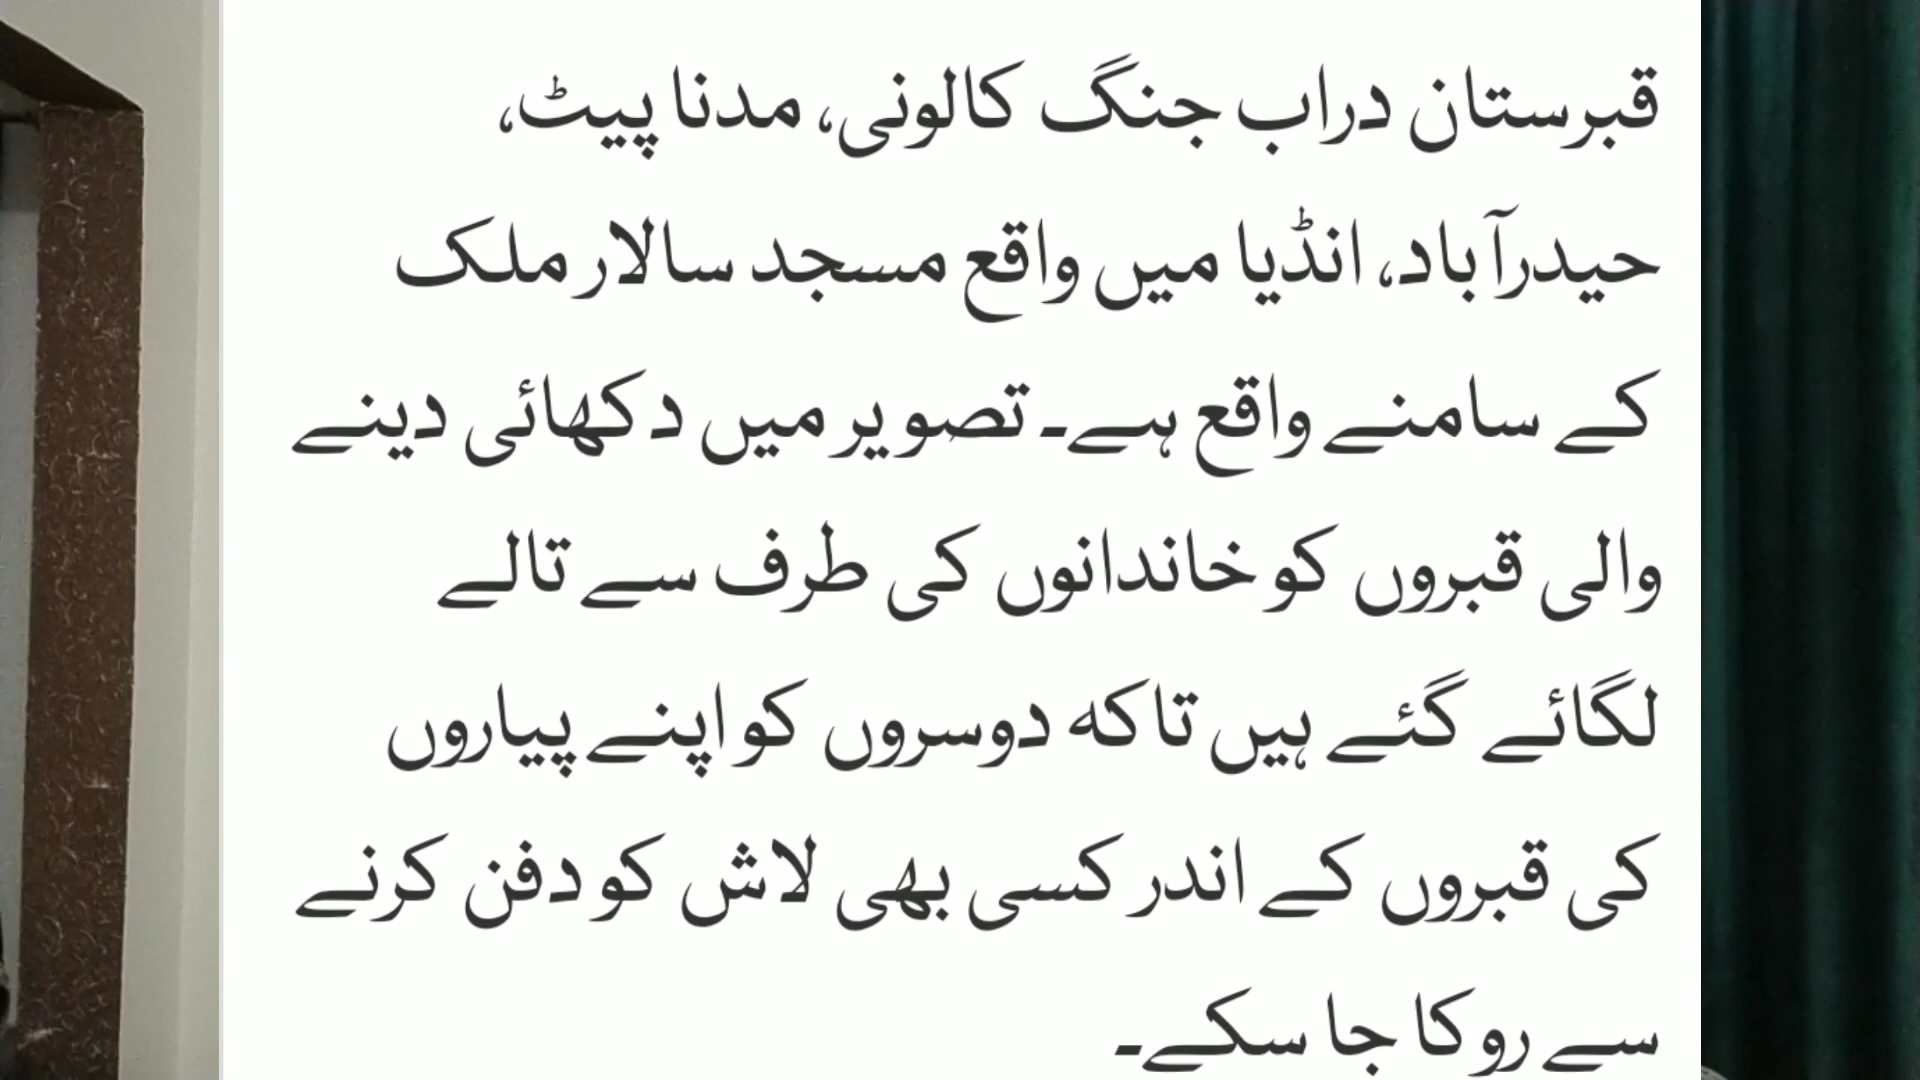 قبرستان دراب جنگ کالونی، مدنا پیٹ،
حیدرآباد، انڈیا میں واقع مسجد سالار ملک
کے سامنے واقع ہے۔ تصویر میں دکھائی دینے
والی قبروں کو خاندانوں کی طرف سے تالے
لگائے گئے ہیں تاکہ دوسروں کو اپنے پیاروں
کی قبروں کے اندر کسی بھی لاش کو دفن کرنے
سے روکا جا سکے۔